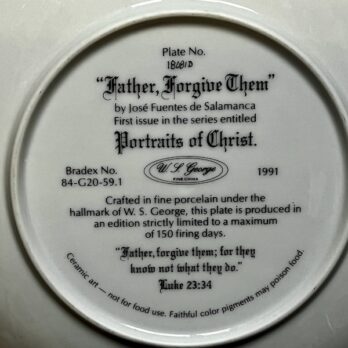 Plate No.
1808ID
"Father, Forgive Them"
by José Fuentes de Salamanca
First issue in the series entitled
Portraits of Christ.
Bradex No.
84-G20-59.1
W. S. George
FINE CHINA
1991
Crafted in fine porcelain under the
hallmark of W. S. George, this plate is produced in
an edition strictly limited to a maximum
of 150 firing days.
"Father, forgive them; for they
know not what they do."
Luke 23:34
Ceramic art — not for food use. Faithful color pigments may poison food.